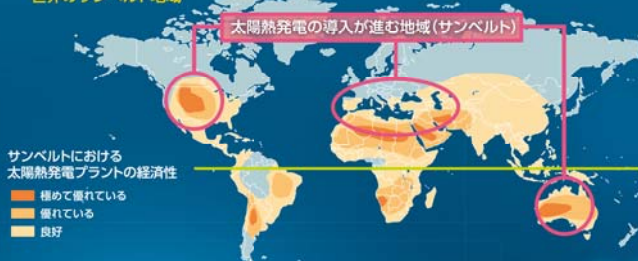 太陽熱発電の導入が進む地域(サンベルト)
サンベルトにおける
太陽熱発電プラントの経済性
極めて優れている
優れている
良好